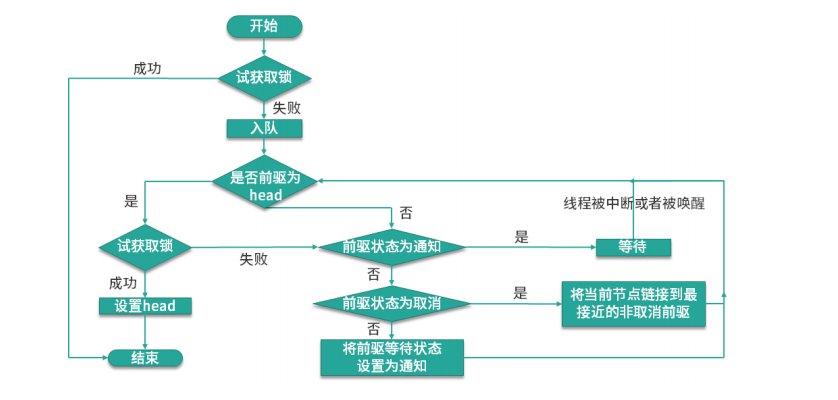 开始
成功
试获取锁
失败
入队
是否前驱为
head
是
否
线程被中断或者被唤醒
试获取锁
失败
前驱状态为通知
是
等待
成功
否
设置head
前驱状态为取消
是
将当前节点链接到最
接近的非取消前驱
否
结束
将前驱等待状态
设置为通知